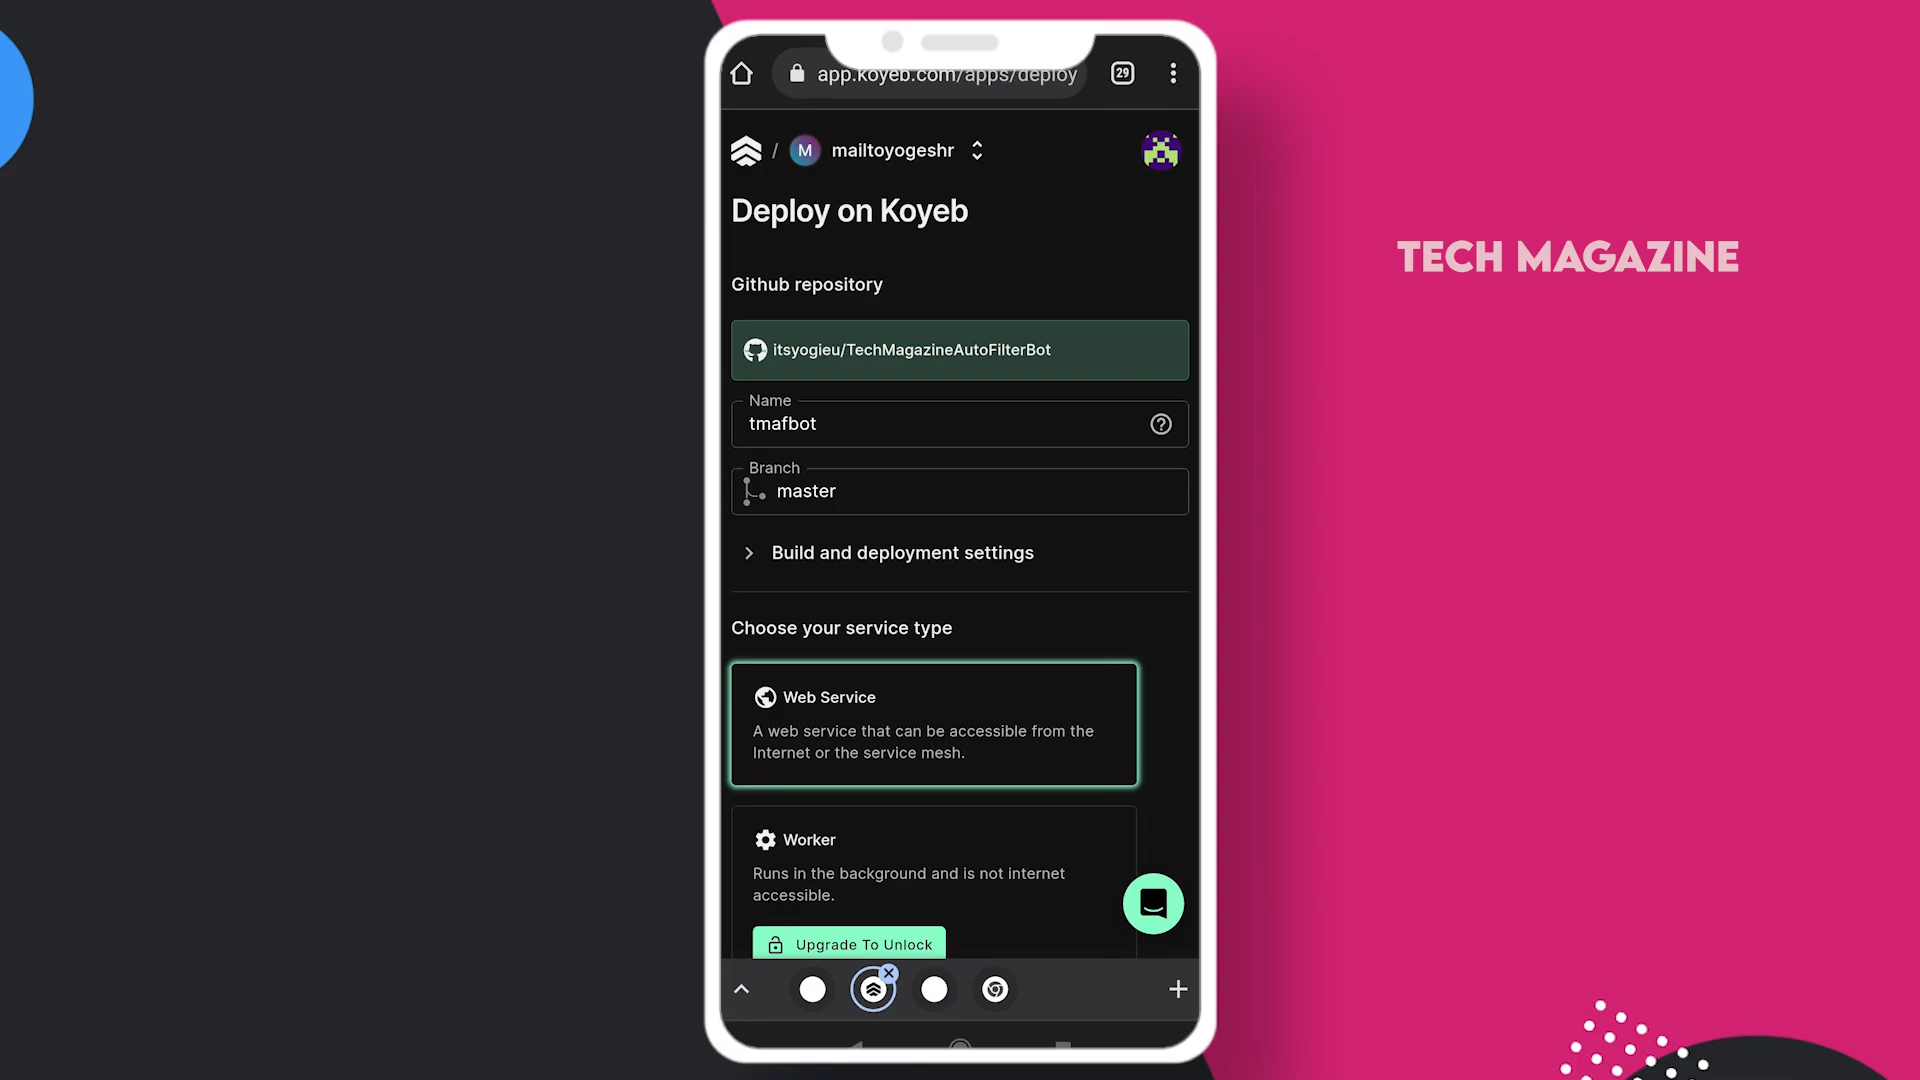 app.koyeb.com/apps/deploy
29
/ M mailtoyogeshr
Deploy on Koyeb
TECH MAGAZINE
Github repository
itsyogieu/TechMagazineAutoFilterBot
Name
tmafbot
?
Branch
master
Build and deployment settings
Choose your service type
Web Service
A web service that can be accessible from the
Internet or the service mesh.
Worker
Runs in the background and is not internet
accessible.
Upgrade To Unlock